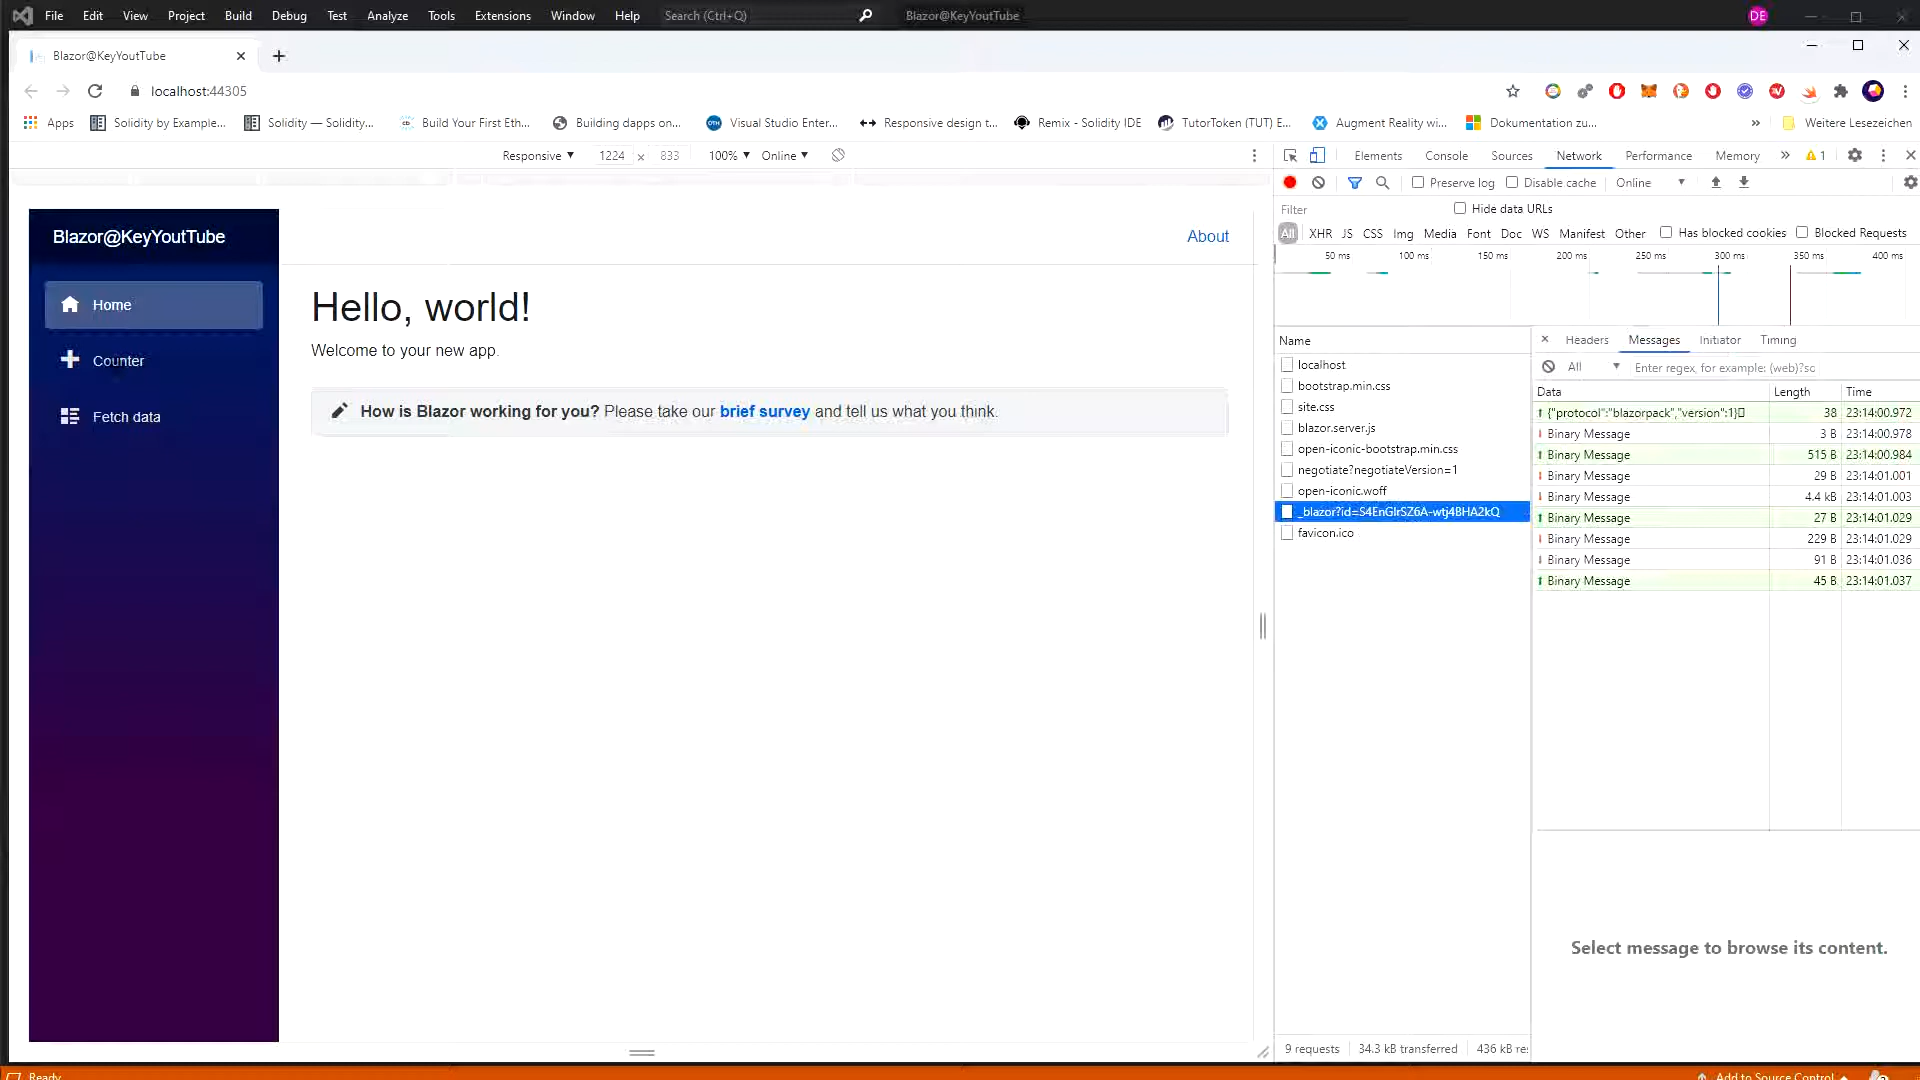 File Edit View Project Build Debug Test Analyze Tools Extensions Window Help Search (Ctrl+Q) Blazor@KeyYoutTube DE
Blazor@KeyYoutTube
localhost:44305
Apps Solidity by Example... Solidity — Solidity... Build Your First Eth... Building dapps on... Visual Studio Enter... Responsive design t... Remix - Solidity IDE TutorToken (TUT) E... Augment Reality wi... Dokumentation zu... » Weitere Lesezeichen
Responsive ▼ 1224 x 833 100% ▼ Online ▼
Elements Console Sources Network Performance Memory » 1
Preserve log Disable cache Online ▼
Filter Hide data URLs
All XHR JS CSS Img Media Font Doc WS Manifest Other Has blocked cookies Blocked Requests
50 ms 100 ms 150 ms 200 ms 250 ms 300 ms 350 ms 400 ms
Blazor@KeyYoutTube
Home
Counter
Fetch data
About
Hello, world!
Welcome to your new app.
How is Blazor working for you? Please take our brief survey and tell us what you think.
Name
localhost
bootstrap.min.css
site.css
blazor.server.js
open-iconic-bootstrap.min.css
negotiate?negotiateVersion=1
open-iconic.woff
_blazor?id=S4EnGIrSZ6A-wtj4BHA2kQ
favicon.ico
Headers Messages Initiator Timing
All ▼ Enter regex, for example: (web)?so
Data Length Time
{"protocol":"blazorpack","version":1} 38 23:14:00.972
Binary Message 3 B 23:14:00.978
Binary Message 515 B 23:14:00.984
Binary Message 29 B 23:14:01.001
Binary Message 4.4 kB 23:14:01.003
Binary Message 27 B 23:14:01.029
Binary Message 229 B 23:14:01.029
Binary Message 91 B 23:14:01.036
Binary Message 45 B 23:14:01.037
Select message to browse its content.
9 requests 34.3 kB transferred 436 kB re
Ready Add to Source Control